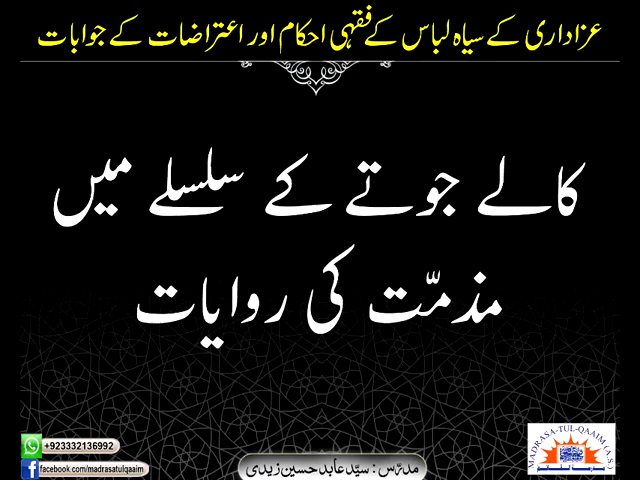 عزاداری کے سیاہ لباس کے فقہی احکام اور اعتراضات کے جوابات
کالے جوتے کے سلسلے میں
مذمّت کی روایات
+923332136992
facebook.com/madrasatulqaaim
مدرّس : سیّد عابد حسین زیدی
MADRASA-TUL-QAAIM (A.S.)